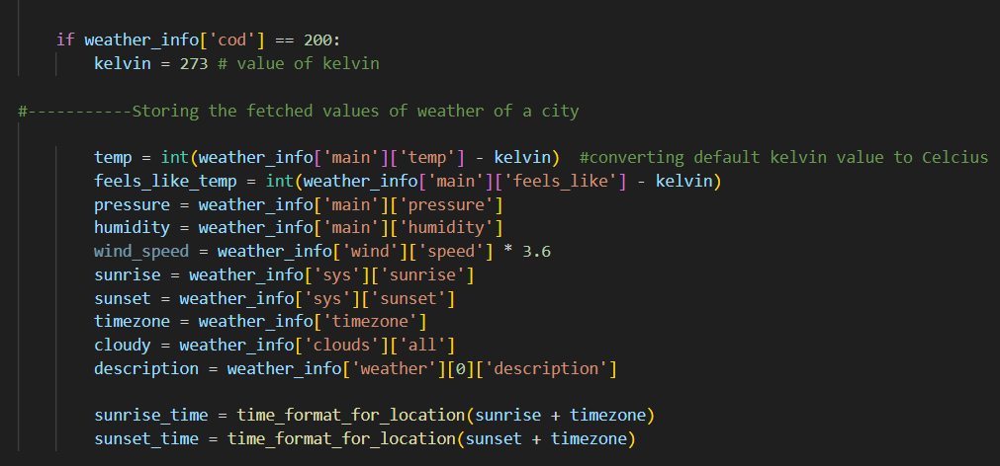 if weather_info['cod'] == 200:
kelvin = 273 # value of kelvin
#-----------Storing the fetched values of weather of a city
temp = int(weather_info['main']['temp'] - kelvin)  #converting default kelvin value to Celcius
feels_like_temp = int(weather_info['main']['feels_like'] - kelvin)
pressure = weather_info['main']['pressure']
humidity = weather_info['main']['humidity']
wind_speed = weather_info['wind']['speed'] * 3.6
sunrise = weather_info['sys']['sunrise']
sunset = weather_info['sys']['sunset']
timezone = weather_info['timezone']
cloudy = weather_info['clouds']['all']
description = weather_info['weather'][0]['description']
sunrise_time = time_format_for_location(sunrise + timezone)
sunset_time = time_format_for_location(sunset + timezone)